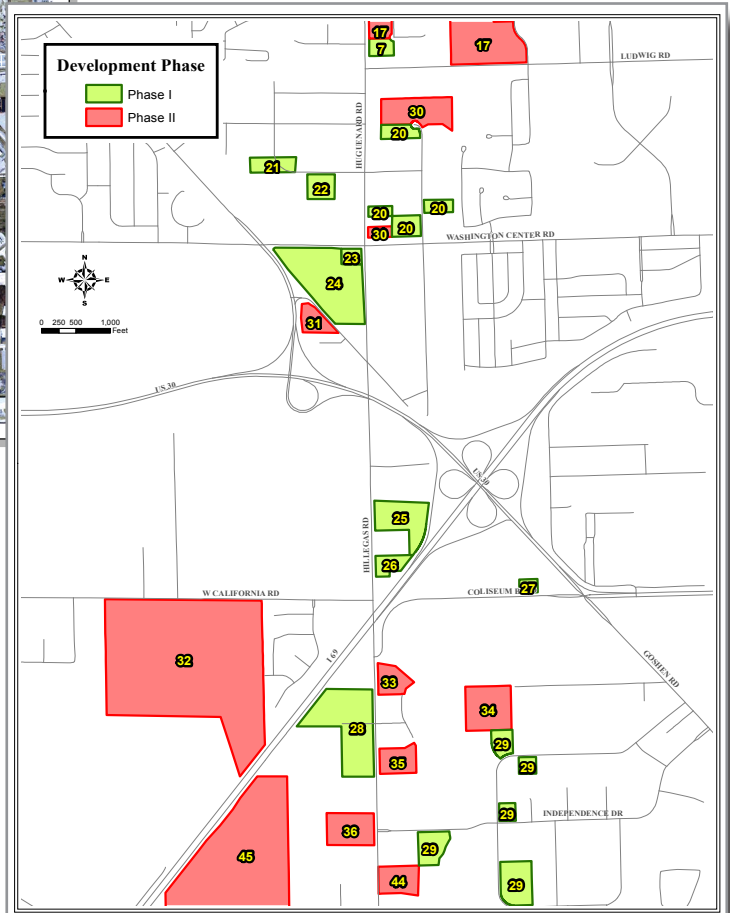 17
7
17
LUDWIG RD
Development Phase
Phase I
Phase II
HUGUENARD RD
30
20
21
22
20
20
20
30
WASHINGTON CENTER RD
23
24
31
N
W E
S
0 250 500 1,000
Feet
US 30
US 30
25
HILLEGAS RD
26
27
W CALIFORNIA RD
COLISEUM B
32
I 69
33
GOSHEN RD
34
28
29
35
29
29
INDEPENDENCE DR
36
29
45
44
29